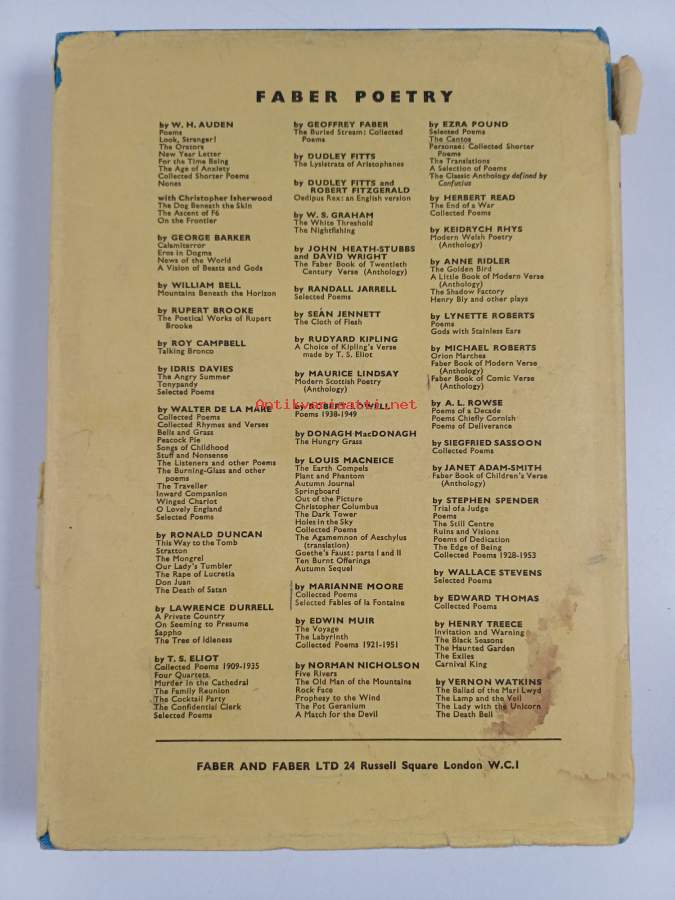 FABER POETRY
by W. H. AUDEN
Poems
Look, Stranger!
The Orators
New Year Letter
For the Time Being
The Age of Anxiety
Collected Shorter Poems
Nones
with Christopher Isherwood
The Dog Beneath the Skin
The Ascent of F6
On the Frontier
by GEORGE BARKER
Calamiterror
Eros in Dogma
News of the World
A Vision of Beasts and Gods
by WILLIAM BELL
Mountains Beneath the Horizon
by RUPERT BROOKE
The Poetical Works of Rupert
Brooke
by ROY CAMPBELL
Talking Bronco
by IDRIS DAVIES
The Angry Summer
Tonypandy
Selected Poems
by WALTER DE LA MARE
Collected Poems
Collected Rhymes and Verses
Bells and Grass
Peacock Pie
Songs of Childhood
Stuff and Nonsense
The Listeners and other Poems
The Burning-Glass and other
poems
The Traveller
Inward Companion
Winged Chariot
O Lovely England
Selected Poems
by RONALD DUNCAN
This Way to the Tomb
Stratton
The Mongrel
Our Lady's Tumbler
The Rape of Lucretia
Don Juan
The Death of Satan
by LAWRENCE DURRELL
A Private Country
On Seeming to Presume
Sappho
The Tree of Idleness
by T. S. ELIOT
Collected Poems 1909-1935
Four Quartets
Murder in the Cathedral
The Family Reunion
The Cocktail Party
The Confidential Clerk
Selected Poems
by GEOFFREY FABER
The Buried Stream: Collected
Poems
by DUDLEY FITTS
The Lysistrata of Aristophanes
by DUDLEY FITTS and
ROBERT FITZGERALD
Oedipus Rex: an English version
by W. S. GRAHAM
The White Threshold
The Nightfishing
by JOHN HEATH-STUBBS
and DAVID WRIGHT
The Faber Book of Twentieth
Century Verse (Anthology)
by RANDALL JARRELL
Selected Poems
by SEÁN JENNETT
The Cloth of Flesh
by RUDYARD KIPLING
A Choice of Kipling's Verse
made by T. S. Eliot
by MAURICE LINDSAY
Modern Scottish Poetry
(Anthology)
Antikvariaatti.net
by ROBERT LOWELL
Poems 1938-1949
by DONAGH MacDONAGH
The Hungry Grass
by LOUIS MACNEICE
The Earth Compels
Plant and Phantom
Autumn Journal
Springboard
Out of the Picture
Christopher Columbus
The Dark Tower
Holes in the Sky
Collected Poems
The Agamemnon of Aeschylus
(translation)
Goethe's Faust: parts I and II
Ten Burnt Offerings
Autumn Sequel
by MARIANNE MOORE
Collected Poems
Selected Fables of la Fontaine
by EDWIN MUIR
The Voyage
The Labyrinth
Collected Poems 1921-1951
by NORMAN NICHOLSON
Five Rivers
The Old Man of the Mountains
Rock Face
Prophesy to the Wind
The Pot Geranium
A Match for the Devil
by EZRA POUND
Selected Poems
The Cantos
Personae: Collected Shorter
Poems
The Translations
A Selection of Poems
The Classic Anthology defined by
Confucius
by HERBERT READ
The End of a War
Collected Poems
by KEIDRYCH RHYS
Modern Welsh Poetry
(Anthology)
by ANNE RIDLER
The Golden Bird
A Little Book of Modern Verse
(Anthology)
The Shadow Factory
Henry Bly and other plays
by LYNETTE ROBERTS
Poems
Gods with Stainless Ears
by MICHAEL ROBERTS
Orion Marches
Faber Book of Modern Verse
(Anthology)
Faber Book of Comic Verse
(Anthology)
by A. L. ROWSE
Poems of a Decade
Poems Chiefly Cornish
Poems of Deliverance
by SIEGFRIED SASSOON
Collected Poems
by JANET ADAM-SMITH
Faber Book of Children's Verse
(Anthology)
by STEPHEN SPENDER
Trial of a Judge
Poems
The Still Centre
Ruins and Visions
Poems of Dedication
The Edge of Being
Collected Poems 1928-1953
by WALLACE STEVENS
Selected Poems
by EDWARD THOMAS
Collected Poems
by HENRY TREECE
Invitation and Warning
The Black Seasons
The Haunted Garden
The Exiles
Carnival King
by VERNON WATKINS
The Ballad of the Mari Lwyd
The Lamp and the Veil
The Lady with the Unicorn
The Death Bell
FABER AND FABER LTD 24 Russell Square London W.C.1